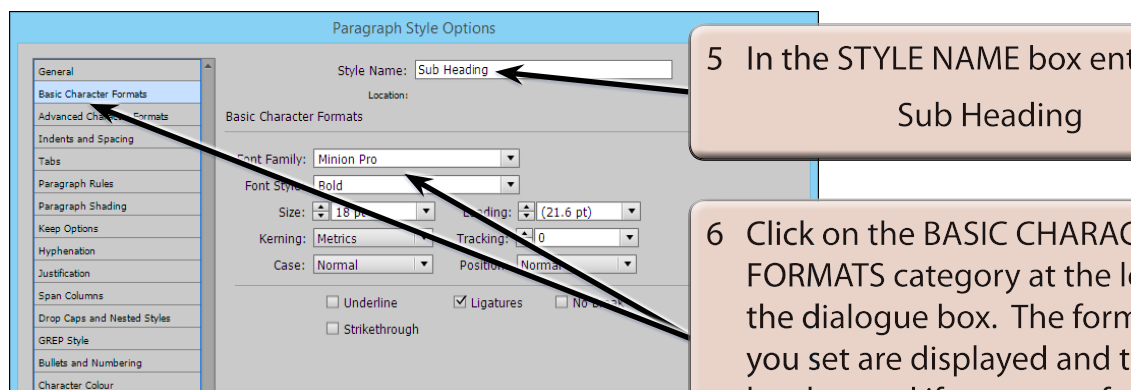 Paragraph Style Options
General
Basic Character Formats
Advanced Character Formats
Indents and Spacing
Tabs
Paragraph Rules
Paragraph Shading
Keep Options
Hyphenation
Justification
Span Columns
Drop Caps and Nested Styles
GREP Style
Bullets and Numbering
Character Colour
Style Name: Sub Heading
Location:
Basic Character Formats
Font Family: Minion Pro
Font Style: Bold
Size: 18 pt Leading: (21.6 pt)
Kerning: Metrics Tracking: 0
Case: Normal Position: Normal
Underline Ligatures No Break
Strikethrough
5 In the STYLE NAME box
Sub Heading
6 Click on the BASIC
FORMATS category at the
the dialogue box. The
you set are displayed and